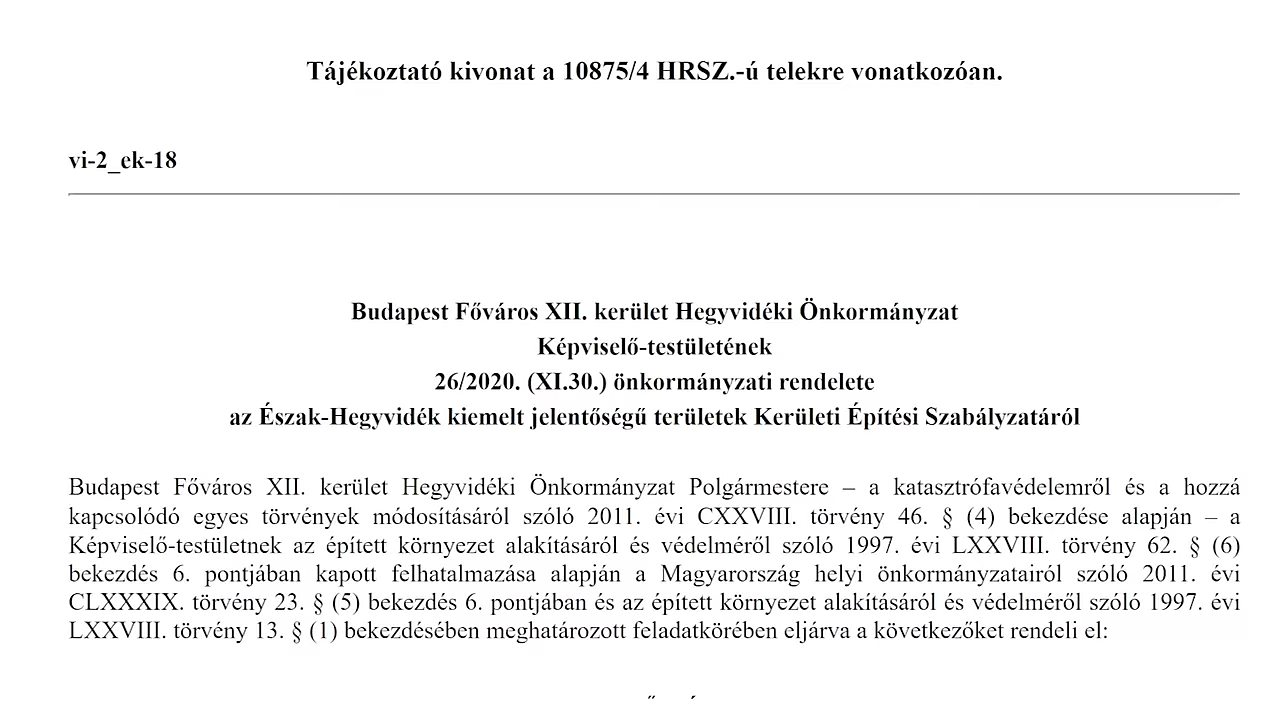 Tájékoztató kivonat a 10875/4 HRSZ.-ú telekre vonatkozóan.
vi-2_ek-18
Budapest Főváros XII. kerület Hegyvidéki Önkormányzat
Képviselő-testületének
26/2020. (XI.30.) önkormányzati rendelete
az Észak-Hegyvidék kiemelt jelentőségű területek Kerületi Építési Szabályzatáról
Budapest Főváros XII. kerület Hegyvidéki Önkormányzat Polgármestere – a katasztrófavédelemről és a hozzá
kapcsolódó egyes törvények módosításáról szóló 2011. évi CXXVIII. törvény 46. § (4) bekezdése alapján – a
Képviselő-testületnek az épített környezet alakításáról és védelméről szóló 1997. évi LXXVIII. törvény 62. § (6)
bekezdés 6. pontjában kapott felhatalmazása alapján a Magyarország helyi önkormányzatairól szóló 2011. évi
CLXXXIX. törvény 23. § (5) bekezdés 6. pontjában és az épített környezet alakításáról és védelméről szóló 1997. évi
LXXVIII. törvény 13. § (1) bekezdésében meghatározott feladatkörében eljárva a következőket rendeli el: